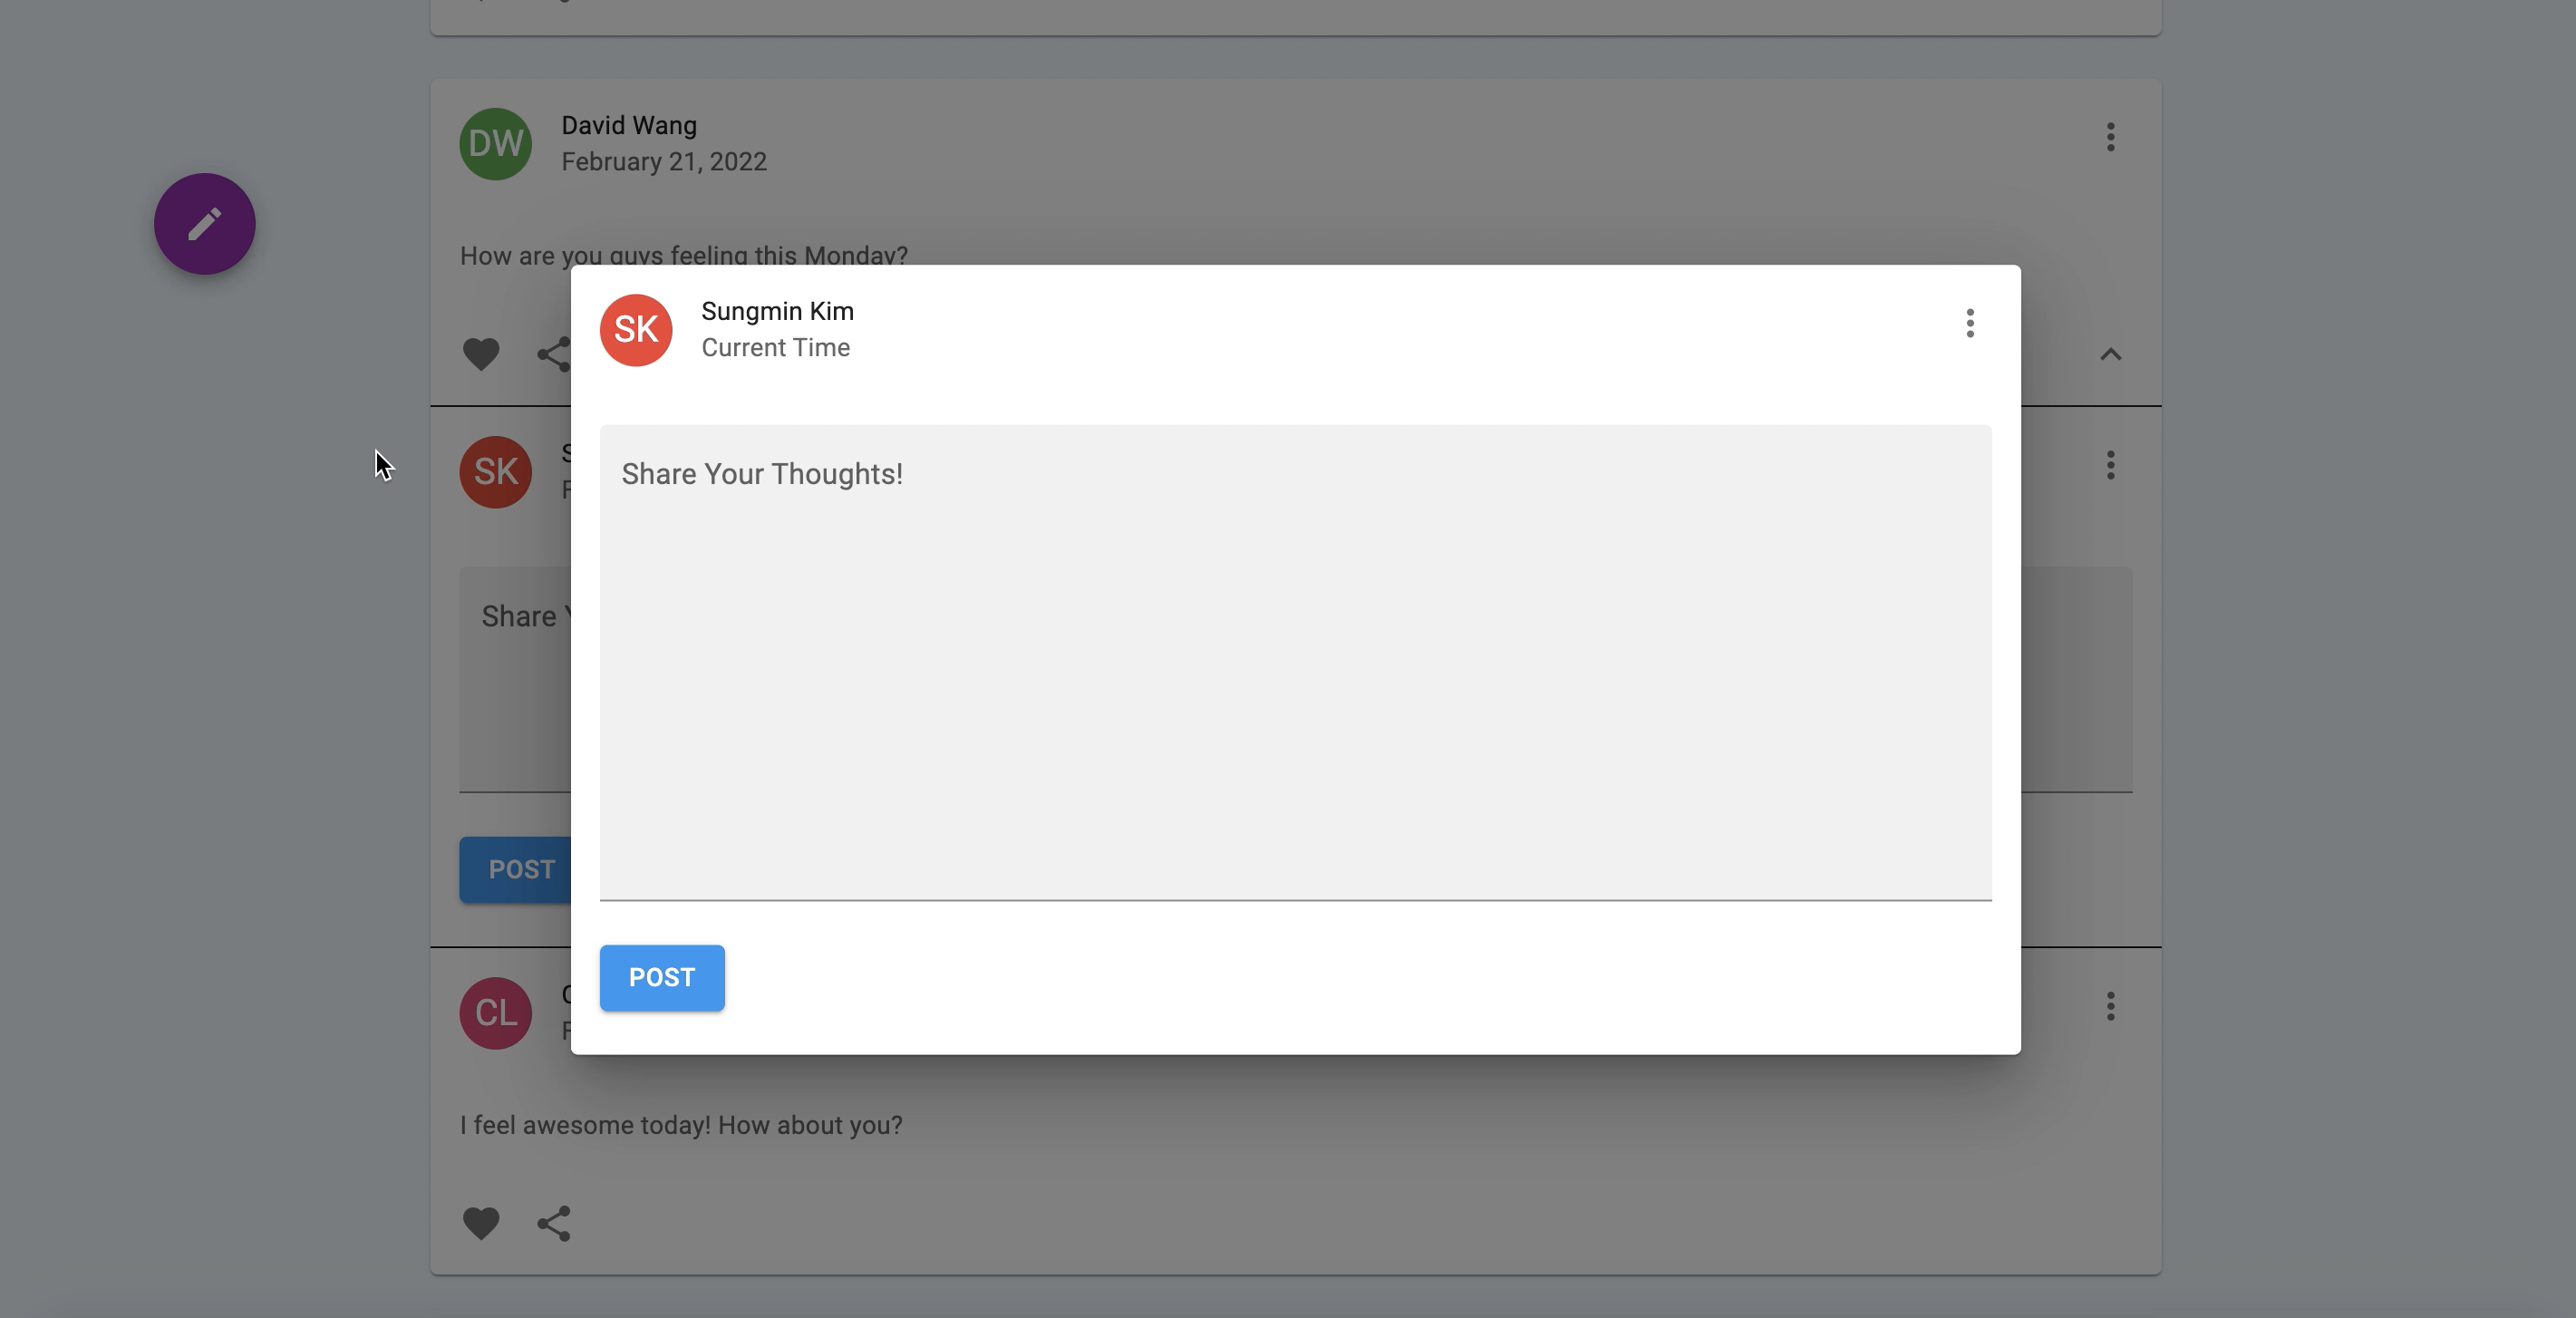 DW
David Wang
February 21, 2022
How are you guys feeling this Monday?
SK
Sungmin Kim
Current Time
Share Your Thoughts!
POST
SK
Share
POST
CL
I feel awesome today! How about you?